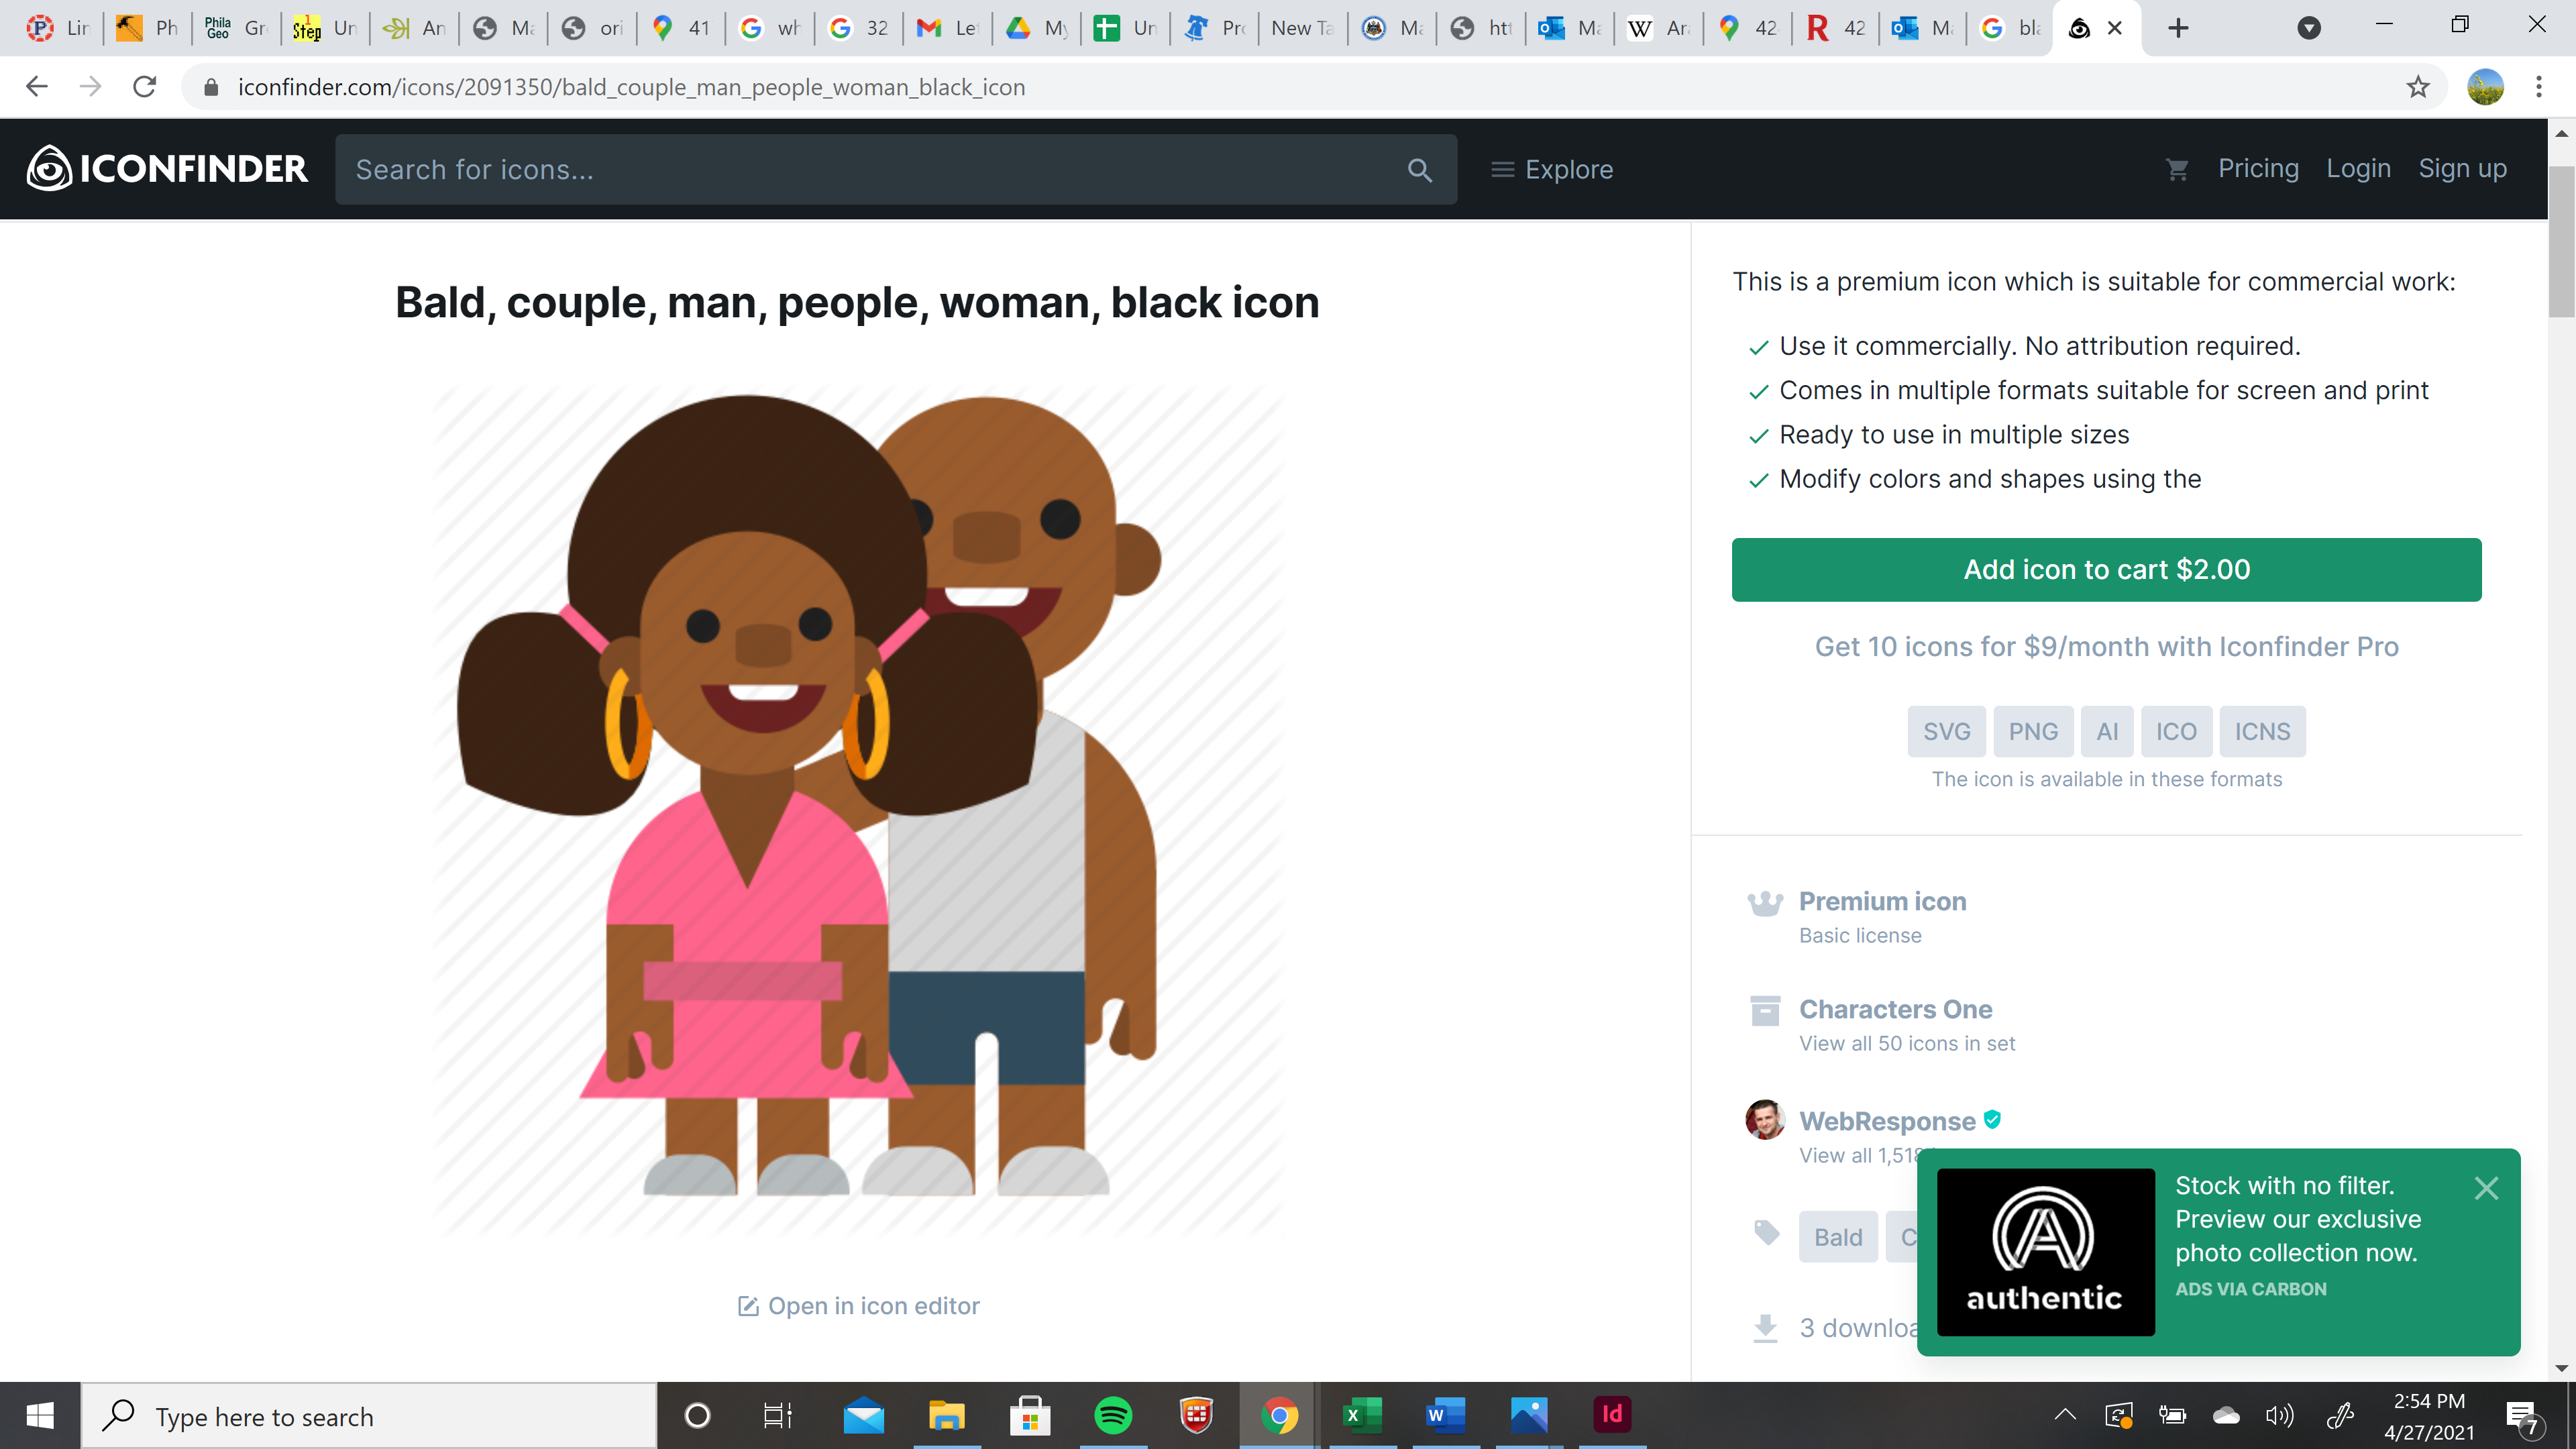 Lin
Ph
Phila
Geo
Gr
1
Step
Un
An
Ma
ori
41
wh
32
Le
My
Un
Pro
New Ta
Ma
htt
Ma
W
Ar
42
R
42
Ma
bla
iconfinder.com/icons/2091350/bald_couple_man_people_woman_black_icon
ICONFINDER
Search for icons...
Explore
Pricing
Login
Sign up
Bald, couple, man, people, woman, black icon
This is a premium icon which is suitable for commercial work:
Use it commercially. No attribution required.
Comes in multiple formats suitable for screen and print
Ready to use in multiple sizes
Modify colors and shapes using the
Add icon to cart $2.00
Get 10 icons for $9/month with Iconfinder Pro
SVG PNG AI ICO ICNS
The icon is available in these formats
Premium icon
Basic license
Characters One
View all 50 icons in set
WebResponse
View all 1,518
Bald C
3 downloa
Stock with no filter.
Preview our exclusive
photo collection now.
ADS VIA CARBON
authentic
Open in icon editor
Type here to search
Id
2:54 PM
4/27/2021
7